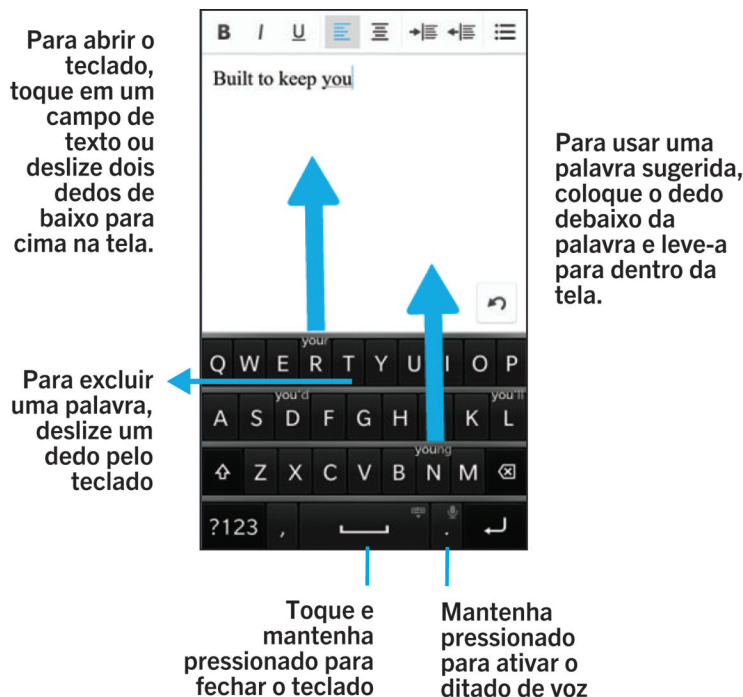 Para abrir o
teclado,
toque em um
campo de
texto ou
deslize dois
dedos de
baixo para
cima na tela.
B I U
Built to keep you
Para usar uma
palavra sugerida,
coloque o dedo
debaixo da
palavra e leve-a
para dentro da
tela.
your
Q W E R T Y U I O P
Para excluir
uma palavra,
deslize um
dedo pelo
teclado
you'd you'll
A S D F G H K L
young
Z X C V B N M
?123 , .
Toque e
mantenha
pressionado para
fechar o teclado
Mantenha
pressionado
para ativar o
ditado de voz